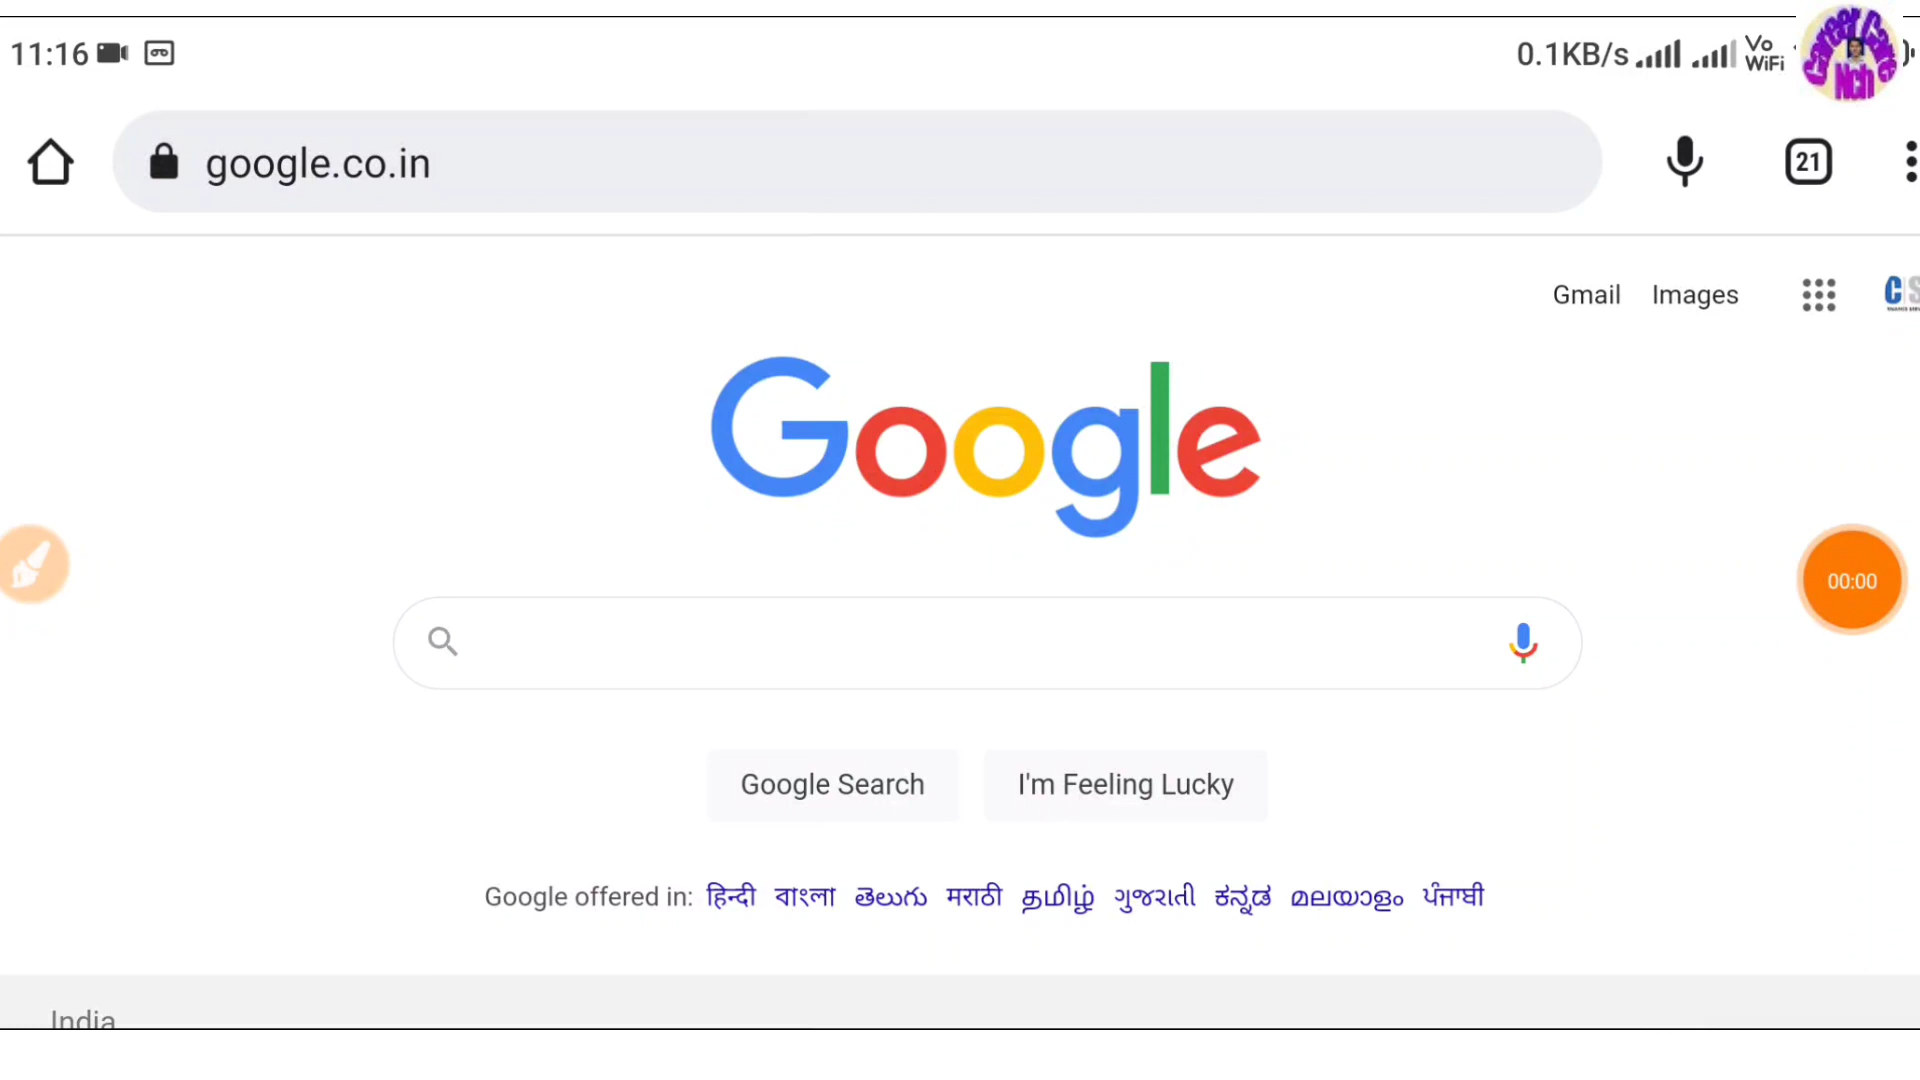 11:16
0.1KB/s Vo WiFi
google.co.in
21
Gmail Images
Google
00:00
Google Search I'm Feeling Lucky
Google offered in: हिन्दी বাংলা తెలుగు मराठी தமிழ் ગુજરાતી ಕನ್ನಡ മലയാളം ਪੰਜਾਬੀ
India